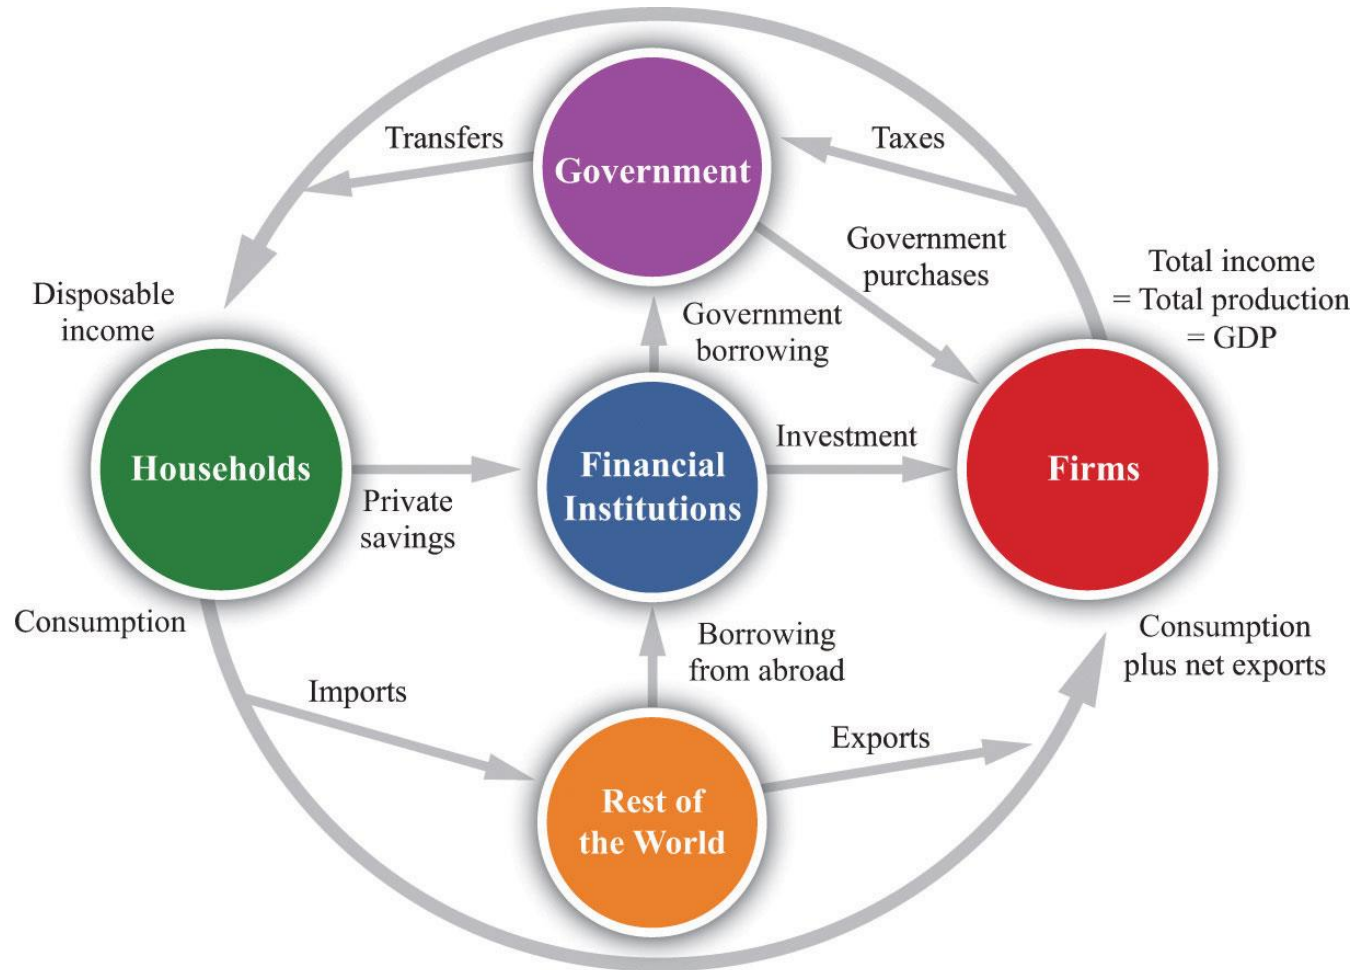 Transfers
Taxes
Government
Government
purchases
Total income
= Total production
= GDP
Disposable
income
Government
borrowing
Households
Private
savings
Financial
Institutions
Investment
Firms
Consumption
Imports
Borrowing
from abroad
Exports
Consumption
plus net exports
Rest of
the World